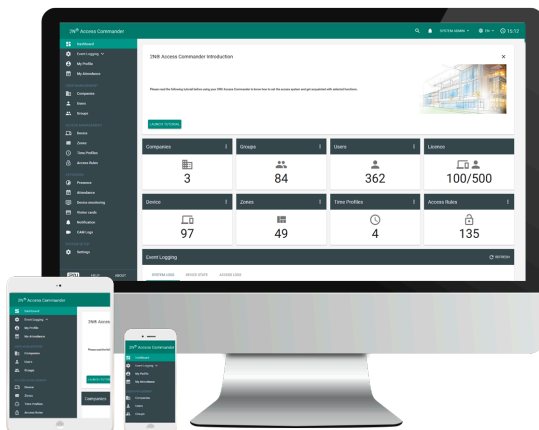 2N® Access Commander
SYSTEM ADMIN
EN
15:12
Dashboard
Event Logging
My Profile
My Attendance
Companies
Users
Groups
Device
Zones
Time Profiles
Access Rules
Presence
Attendance
Device monitoring
Visitor cards
Notification
CAM Logs
Settings
2N
HELP
ABOUT
2N® Access Commander Introduction
Please read the following tutorial before using your 2N® Access Commander to know how to set the access system and get acquainted with selected functions.
LAUNCH TUTORIAL
Companies
3
Groups
84
Users
362
Licence
100/500
Device
97
Zones
49
Time Profiles
4
Access Rules
135
Event Logging
REFRESH
SYSTEM LOGS
DEVICE STATE
ACCESS LOGS
2N® Access Commander
Dashboard
Event Logging
My Profile
My Attendance
Companies
Users
Groups
Device
Zones
Time Profiles
Access Rules
2N® Acce
LAUNCH TUTORIAL
Companies
2N® Access Commander
Dashboard
Event Logging
My Profile
My Attendance
Companies
Users
Groups